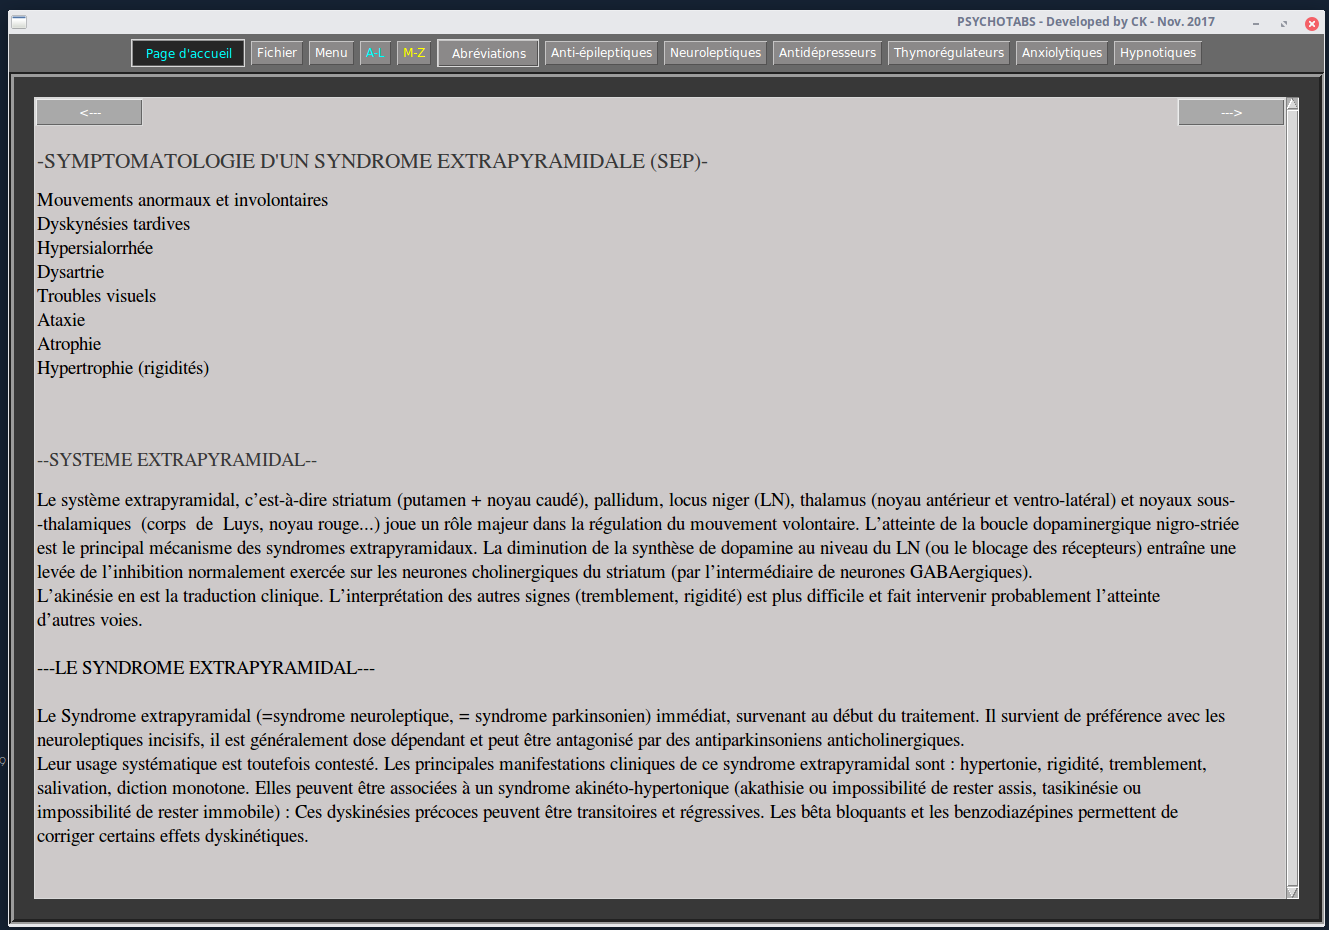 PSYCHOTABS - Developed by CK - Nov. 2017
Page d'accueil Fichier Menu A-L M-Z Abréviations Anti-épileptiques Neuroleptiques Antidépresseurs Thymorégulateurs Anxiolytiques Hypnotiques
<--- --->
-SYMPTOMATOLOGIE D'UN SYNDROME EXTRAPYRAMIDALE (SEP)-
Mouvements anormaux et involontaires
Dyskynésies tardives
Hypersialorrhée
Dysartrie
Troubles visuels
Ataxie
Atrophie
Hypertrophie (rigidités)
--SYSTEME EXTRAPYRAMIDAL--
Le système extrapyramidal, c’est-à-dire striatum (putamen + noyau caudé), pallidum, locus niger (LN), thalamus (noyau antérieur et ventro-latéral) et noyaux sous-
-thalamiques  (corps  de  Luys, noyau rouge...) joue un rôle majeur dans la régulation du mouvement volontaire. L’atteinte de la boucle dopaminergique nigro-striée
est le principal mécanisme des syndromes extrapyramidaux. La diminution de la synthèse de dopamine au niveau du LN (ou le blocage des récepteurs) entraîne une
levée de l’inhibition normalement exercée sur les neurones cholinergiques du striatum (par l’intermédiaire de neurones GABAergiques).
L’akinésie en est la traduction clinique. L’interprétation des autres signes (tremblement, rigidité) est plus difficile et fait intervenir probablement l’atteinte
d’autres voies.
---LE SYNDROME EXTRAPYRAMIDAL---
Le Syndrome extrapyramidal (=syndrome neuroleptique, = syndrome parkinsonien) immédiat, survenant au début du traitement. Il survient de préférence avec les
neuroleptiques incisifs, il est généralement dose dépendant et peut être antagonisé par des antiparkinsoniens anticholinergiques.
Leur usage systématique est toutefois contesté. Les principales manifestations cliniques de ce syndrome extrapyramidal sont : hypertonie, rigidité, tremblement,
salivation, diction monotone. Elles peuvent être associées à un syndrome akinéto-hypertonique (akathisie ou impossibilité de rester assis, tasikinésie ou
impossibilité de rester immobile) : Ces dyskinésies précoces peuvent être transitoires et régressives. Les bêta bloquants et les benzodiazépines permettent de
corriger certains effets dyskinétiques.